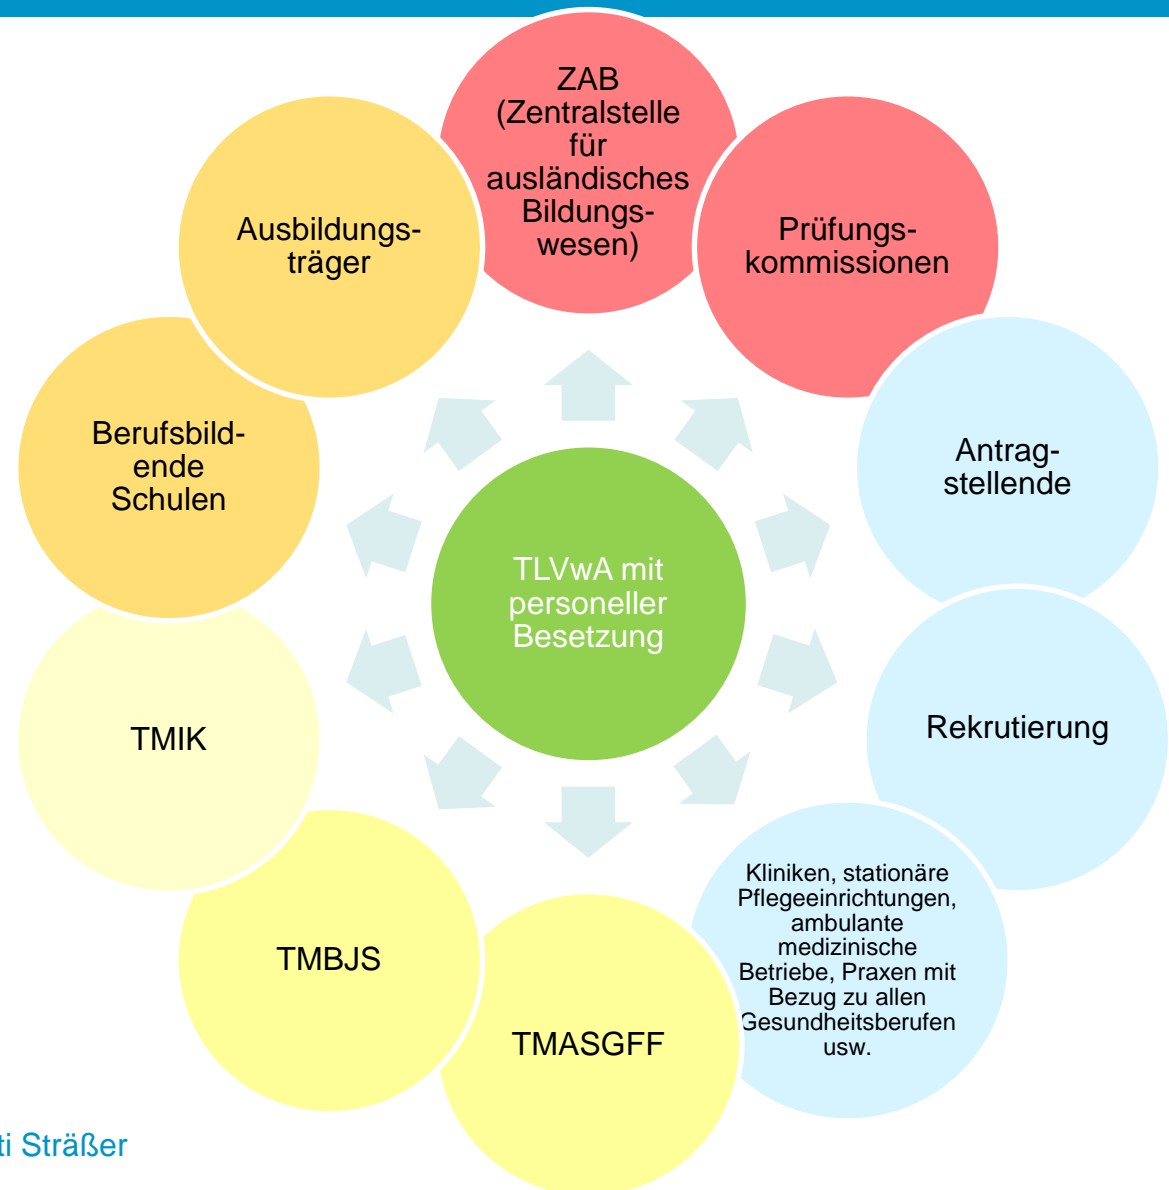 ZAB
(Zentralstelle
für
ausländisches
Bildungs-
wesen)
Prüfungs-
kommissionen
Antrag-
stellende
Rekrutierung
Kliniken, stationäre
Pflegeeinrichtungen,
ambulante
medizinische
Betriebe, Praxen mit
Bezug zu allen
Gesundheitsberufen
usw.
TMASGFF
TMBJS
TMIK
Berufsbild-
ende
Schulen
Ausbildungs-
träger
TLVwA mit
personeller
Besetzung
ti Sträßer